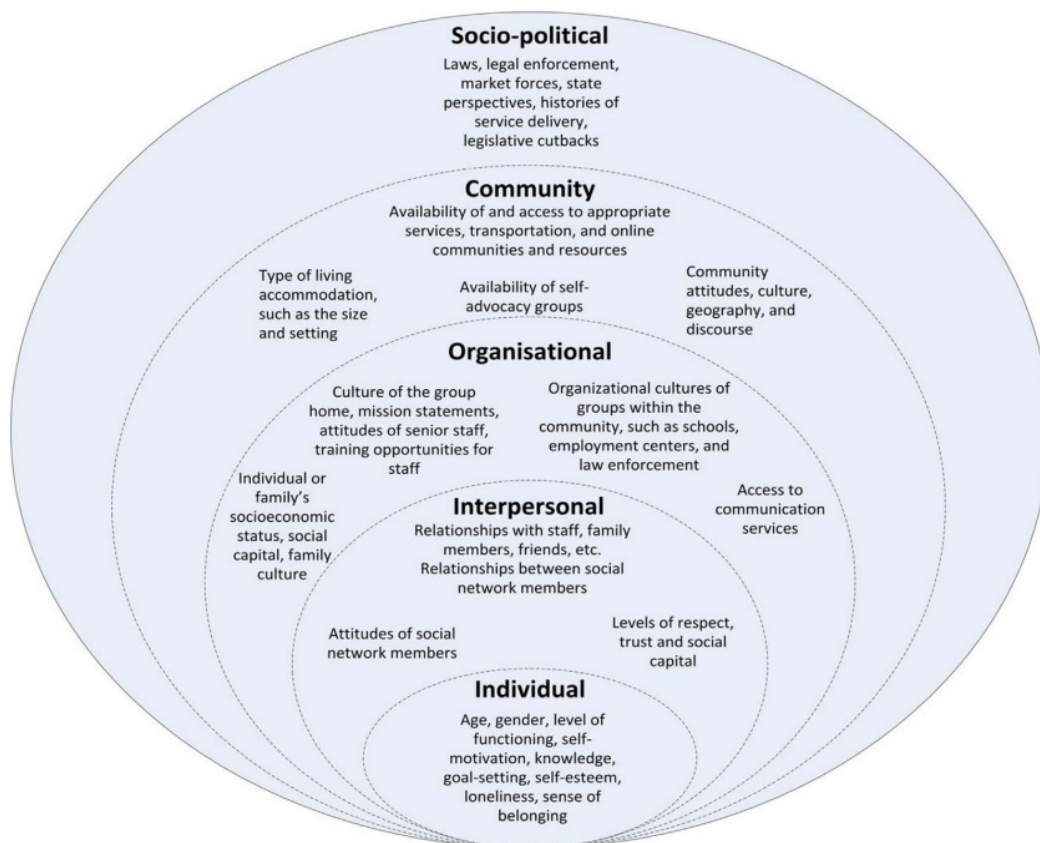 Socio-political
Laws, legal enforcement,
market forces, state
perspectives, histories of
service delivery,
legislative cutbacks
Community
Availability of and access to appropriate
services, transportation, and online
communities and resources
Type of living
accommodation,
such as the size
and setting
Availability of self-
advocacy groups
Community
attitudes, culture,
geography, and
discourse
Organisational
Culture of the group
home, mission statements,
attitudes of senior staff,
training opportunities for
staff
Organizational cultures of
groups within the
community, such as schools,
employment centers, and
law enforcement
Individual or
family's
socioeconomic
status, social
capital, family
culture
Access to
communication
services
Interpersonal
Relationships with staff, family
members, friends, etc.
Relationships between social
network members
Attitudes of social
network members
Levels of respect,
trust and social
capital
Individual
Age, gender, level of
functioning, self-
motivation, knowledge,
goal-setting, self-esteem,
loneliness, sense of
belonging